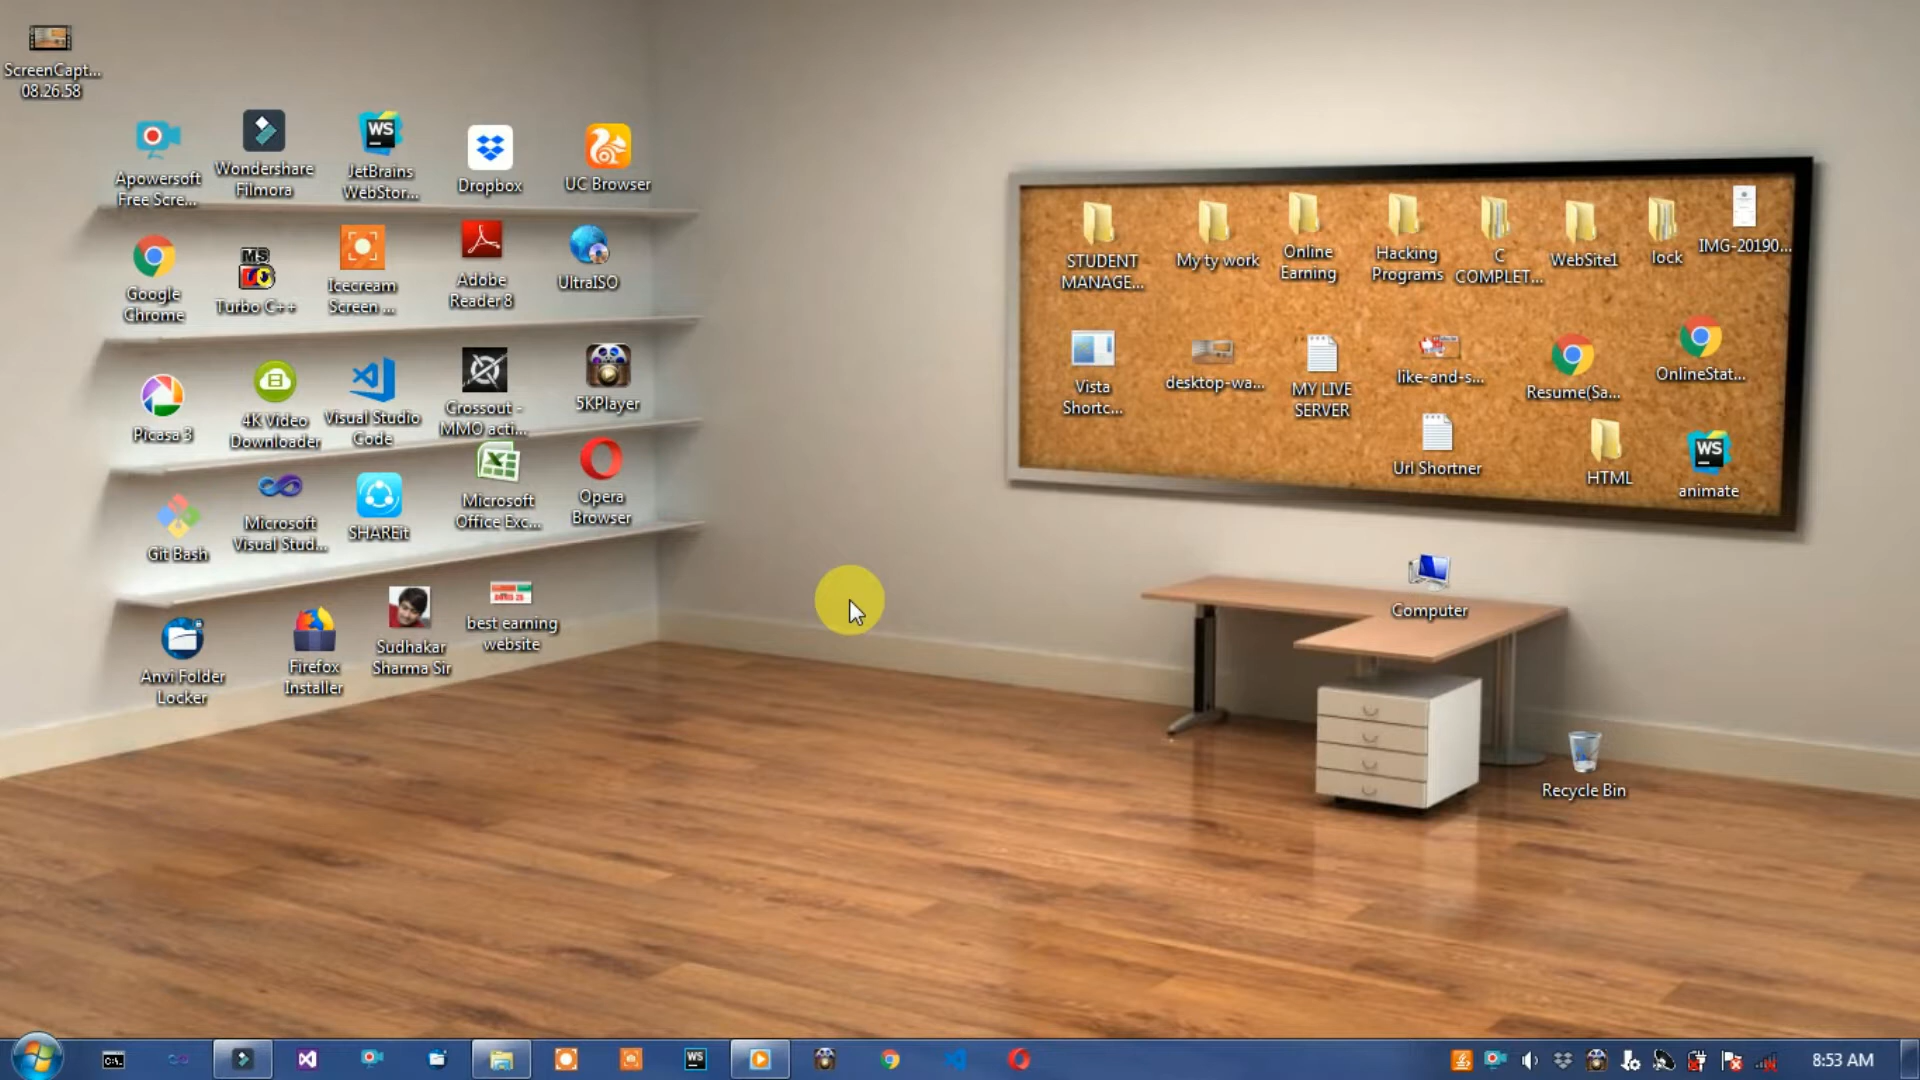 ScreenCapt...
08.26.58
Apowersoft
Free Scre...
Wondershare
Filmora
WS
JetBrains
WebStor...
Dropbox
UC Browser
Google
Chrome
MS
Turbo C++
Icecream
Screen ...
Adobe
Reader 8
UltraISO
Picasa 3
4K Video
Downloader
Visual Studio
Code
Crossout -
MMO acti...
5KPlayer
Git Bash
Microsoft
Visual Stud...
SHAREit
Microsoft
Office Exc...
Opera
Browser
Anvi Folder
Locker
Firefox
Installer
Sudhakar
Sharma Sir
best earning
website
STUDENT
MANAGE...
My ty work
Online
Earning
Hacking
Programs
C
COMPLET...
WebSite1
lock
IMG-20190...
Vista
Shortc...
desktop-wa...
MY LIVE
SERVER
like-and-s...
Resume(Sa...
OnlineStat...
Url Shortner
HTML
WS
animate
Computer
Recycle Bin
C:\.
WS
8:53 AM